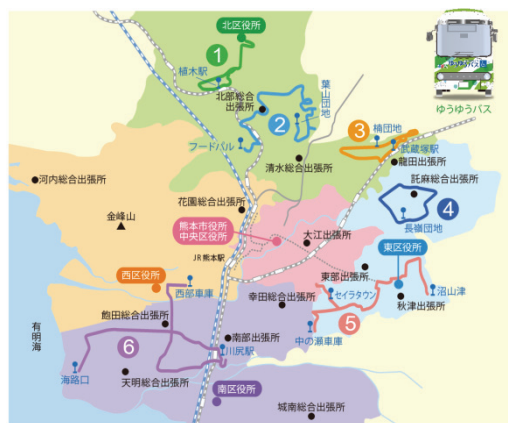 北区役所
1
植木駅
北部総合
出張所
葉山団地
2
フードパル
清水総合出張所
3
楠団地
武蔵塚駅
龍田出張所
託麻総合出張所
4
長嶺団地
ゆうゆうバス
河内総合出張所
金峰山
花園総合出張所
熊本市役所
中央区役所
大江出張所
JR熊本駅
東区役所
東部出張所
西区役所
西部車庫
セイラタウン
沼山津
秋津出張所
幸田総合出張所
5
中の瀬車庫
飽田総合出張所
有明海
6
南部出張所
川尻駅
海路口
天明総合出張所
南区役所
城南総合出張所